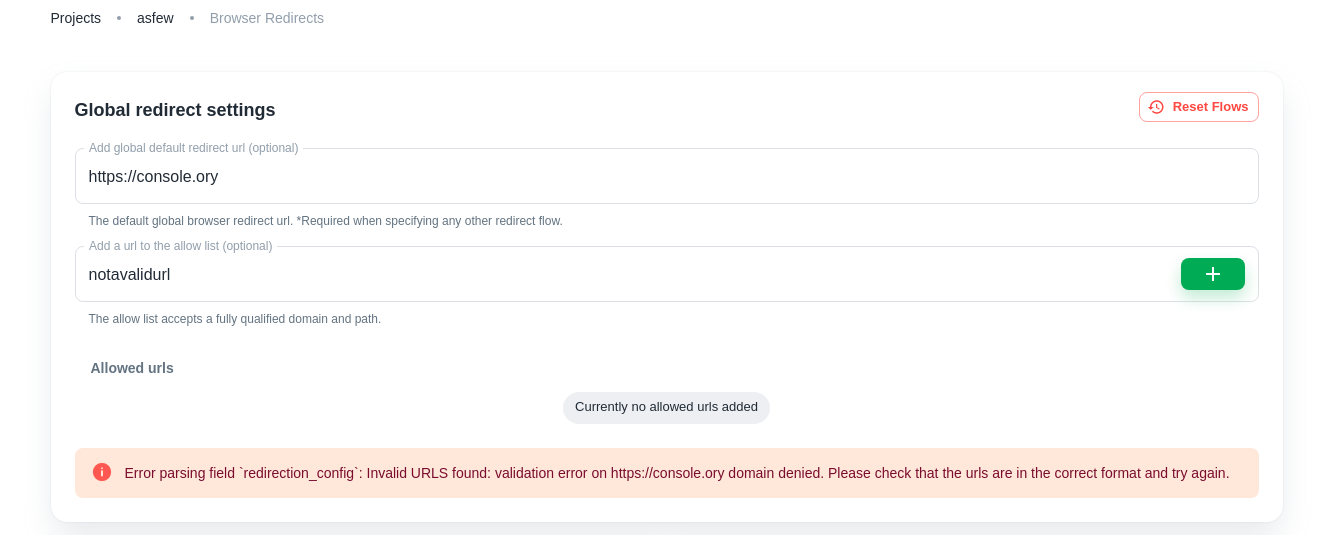 Projects • asfew • Browser Redirects
Global redirect settings
Reset Flows
Add global default redirect url (optional)
https://console.ory
The default global browser redirect url. *Required when specifying any other redirect flow.
Add a url to the allow list (optional)
notavalidurl
The allow list accepts a fully qualified domain and path.
Allowed urls
Currently no allowed urls added
Error parsing field `redirection_config`: Invalid URLS found: validation error on https://console.ory domain denied. Please check that the urls are in the correct format and try again.